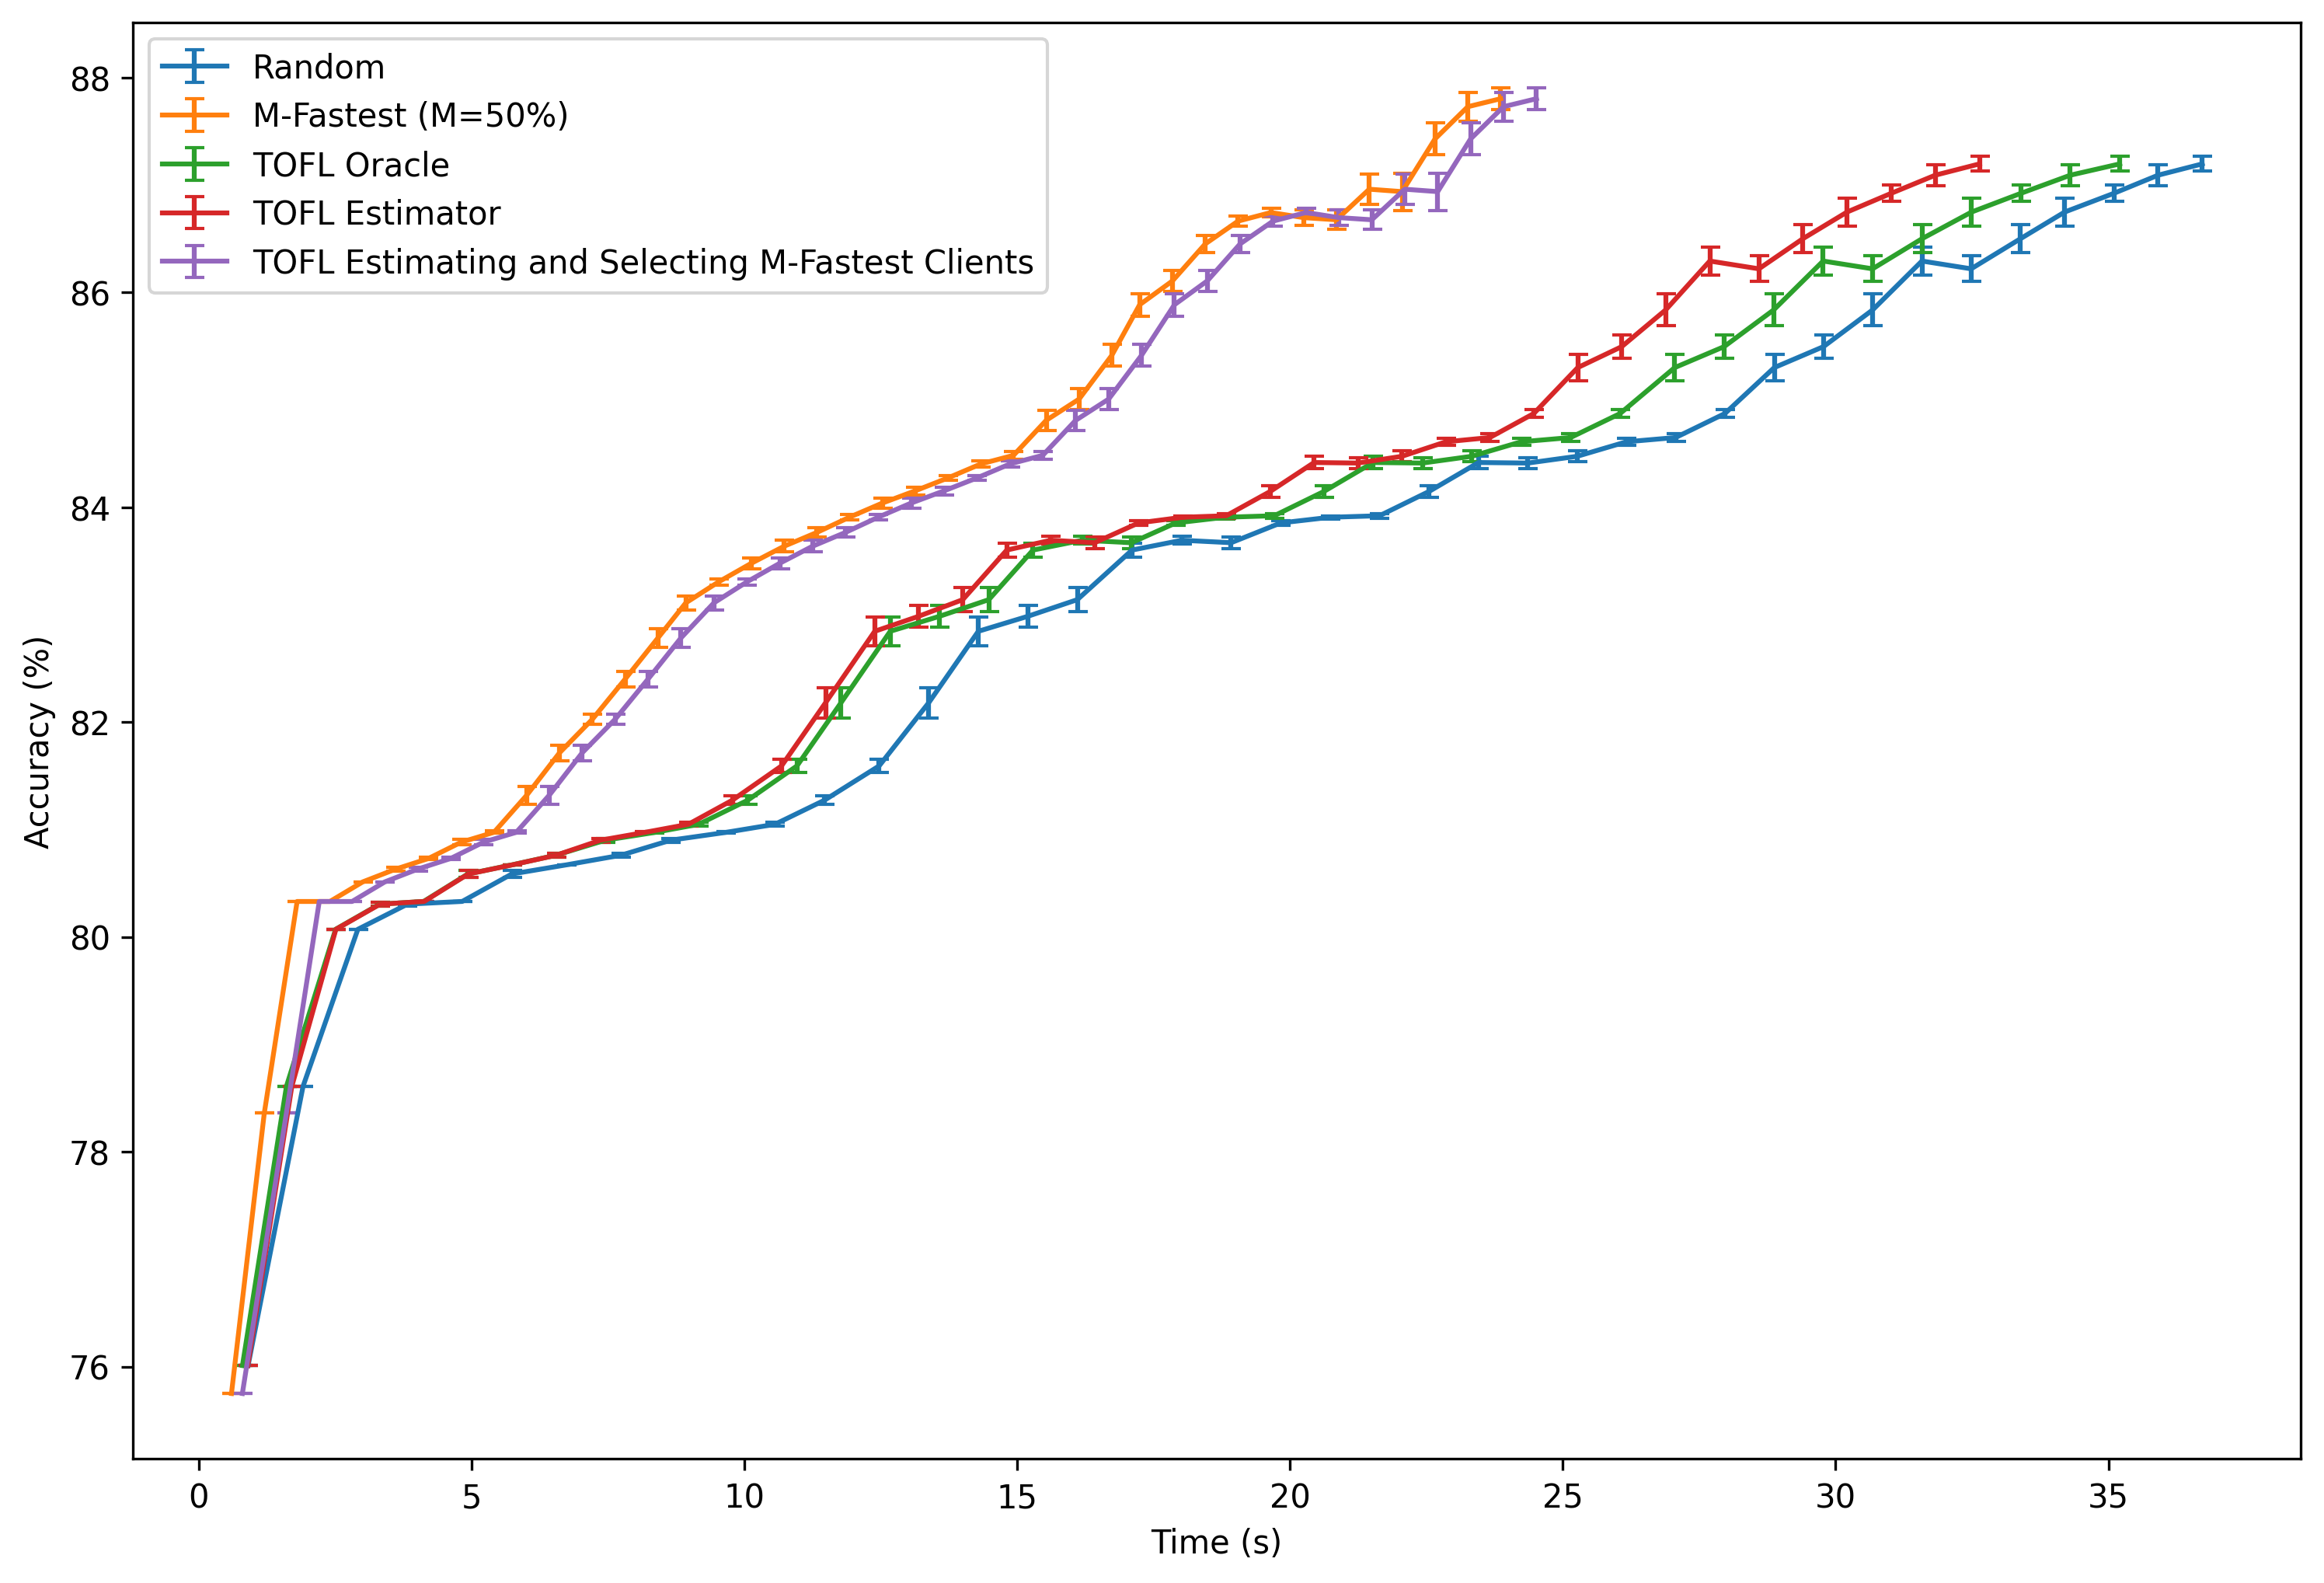 Random
M-Fastest (M=50%)
TOFL Oracle
TOFL Estimator
TOFL Estimating and Selecting M-Fastest Clients
88
86
84
82
80
78
76
Accuracy (%)
0 5 10 15 20 25 30 35
Time (s)